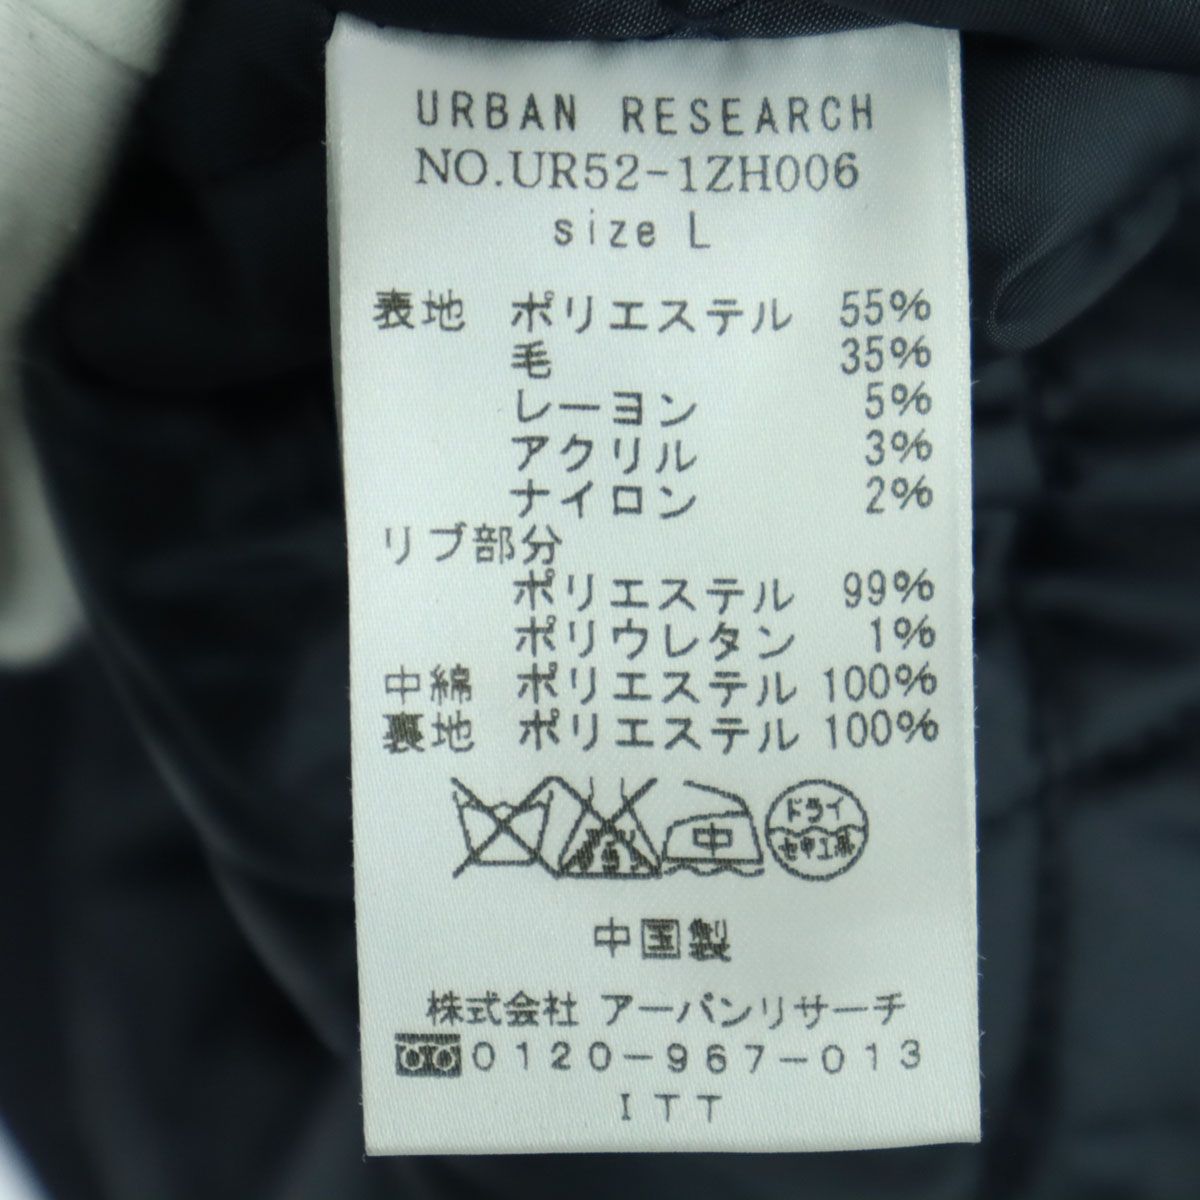 URBAN RESEARCH
NO.UR52-1ZH006
size L
表地 ポリエステル 55%
毛 35%
レーヨン 5%
アクリル 3%
ナイロン 2%
リブ部分
ポリエステル 99%
ポリウレタン 1%
中綿 ポリエステル 100%
裏地 ポリエステル 100%
中 ドライ
セキユ系
中国製
株式会社 アーバンリサーチ
0120-967-013
ITT